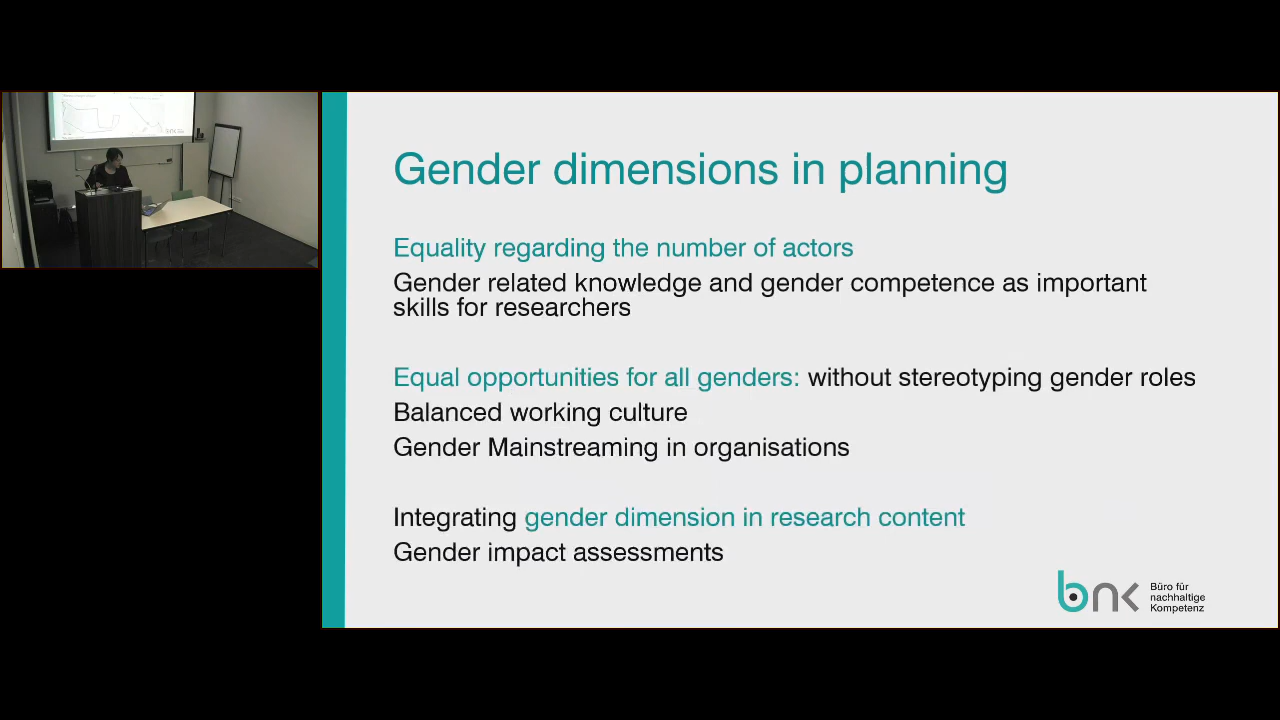 Gender dimensions in planning
Equality regarding the number of actors
Gender related knowledge and gender competence as important
skills for researchers
Equal opportunities for all genders: without stereotyping gender roles
Balanced working culture
Gender Mainstreaming in organisations
Integrating gender dimension in research content
Gender impact assessments
bnk
Büro für
nachhaltige
Kompetenz